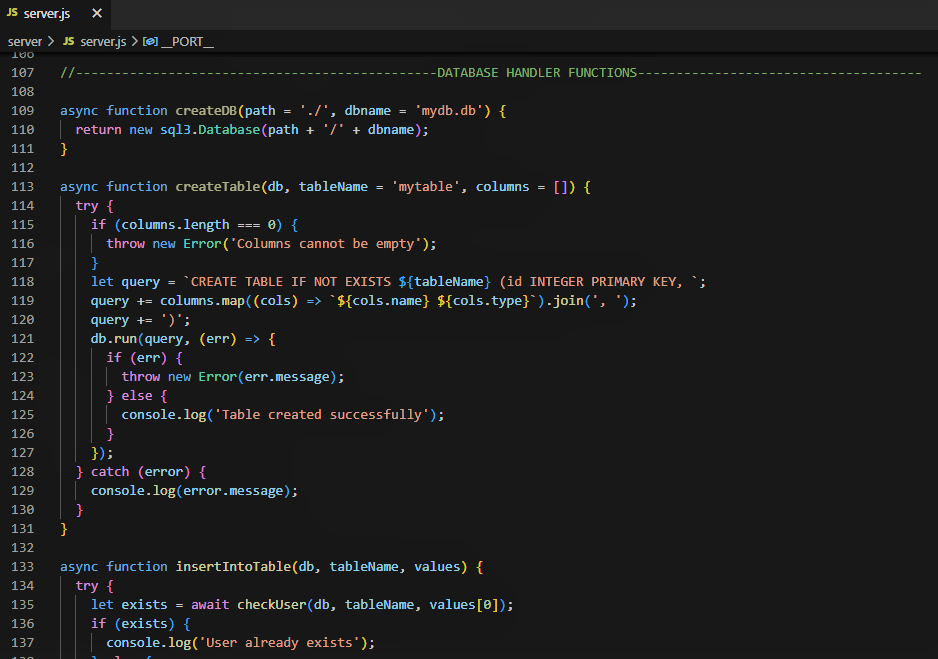 JS server.js ×
server > JS server.js > __PORT__
106
107 //-----------------------------------------------DATABASE HANDLER FUNCTIONS-------------------------------------
108
109 async function createDB(path = './', dbname = 'mydb.db') {
110 return new sql3.Database(path + '/' + dbname);
111 }
112
113 async function createTable(db, tableName = 'mytable', columns = []) {
114 try {
115 if (columns.length === 0) {
116 throw new Error('Columns cannot be empty');
117 }
118 let query = `CREATE TABLE IF NOT EXISTS ${tableName} (id INTEGER PRIMARY KEY, `;
119 query += columns.map((cols) => `${cols.name} ${cols.type}`).join(', ');
120 query += ')';
121 db.run(query, (err) => {
122 if (err) {
123 throw new Error(err.message);
124 } else {
125 console.log('Table created successfully');
126 }
127 });
128 } catch (error) {
129 console.log(error.message);
130 }
131 }
132
133 async function insertIntoTable(db, tableName, values) {
134 try {
135 let exists = await checkUser(db, tableName, values[0]);
136 if (exists) {
137 console.log('User already exists');
138 } else {